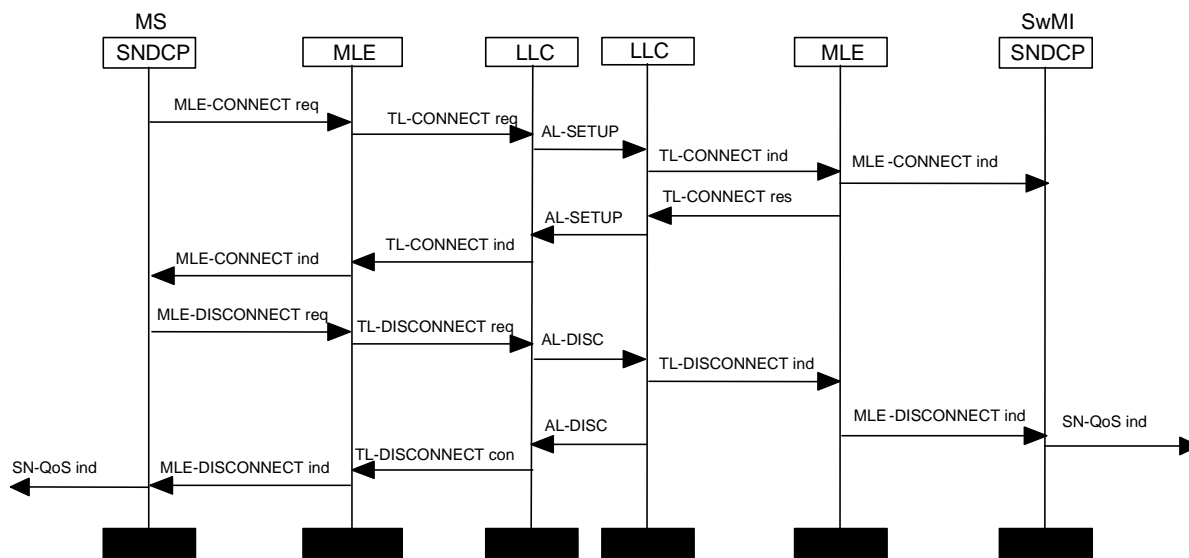 MS
SwMI
SNDCP
MLE
LLC
LLC
MLE
SNDCP
MLE-CONNECT req
TL-CONNECT req
AL-SETUP
TL-CONNECT ind
MLE-CONNECT ind
TL-CONNECT res
AL-SETUP
TL-CONNECT ind
MLE-CONNECT ind
MLE-DISCONNECT req
TL-DISCONNECT req
AL-DISC
TL-DISCONNECT ind
MLE-DISCONNECT ind
SN-QoS ind
AL-DISC
TL-DISCONNECT con
MLE-DISCONNECT ind
SN-QoS ind